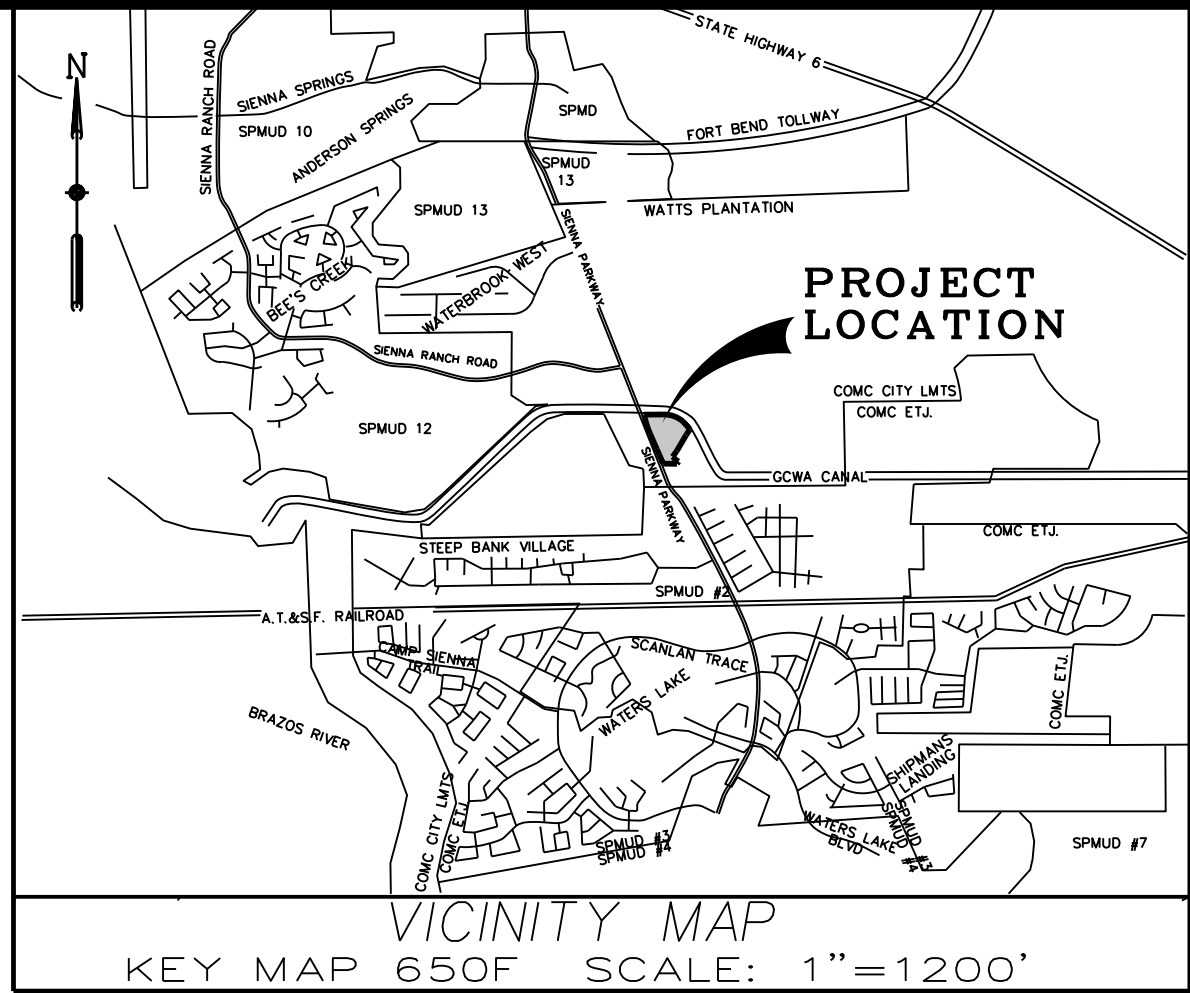 STATE HIGHWAY 6
N
SIENNA RANCH ROAD
SIENNA SPRINGS
SPMUD 10
ANDERSON SPRINGS
SPMD
FORT BEND TOLLWAY
SPMUD
13
SPMUD 13
WATTS PLANTATION
SIENNA PARKWAY
BEE'S CREEK
WATERBROOK-WEST
PROJECT
LOCATION
SIENNA RANCH ROAD
COMC CITY LMTS
COMC ETJ.
SPMUD 12
SIENNA PARKWAY
GCWA CANAL
COMC ETJ.
STEEP BANK VILLAGE
SPMUD #2
A.T.&S.F. RAILROAD
CAMP SIENNA
TRAIL
SCANLAN TRACE
WATERS LAKE
COMC ETJ.
BRAZOS RIVER
SHIPMANS
LANDING
COMC CITY LMTS
COMC ETJ.
SPMUD #3
SPMUD #4
WATERS LAKE
BLVD
SPMUD #3
SPMUD #4
SPMUD #7
VICINITY MAP
KEY MAP 650F SCALE: 1"=1200'